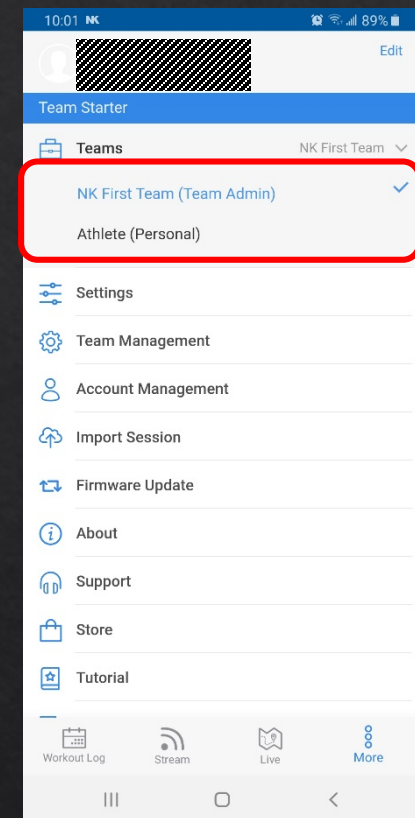 10:01 NK 89%
Edit
Team Starter
Teams NK First Team
NK First Team (Team Admin)
Athlete (Personal)
Settings
Team Management
Account Management
Import Session
Firmware Update
About
Support
Store
Tutorial
Workout Log Stream Live More